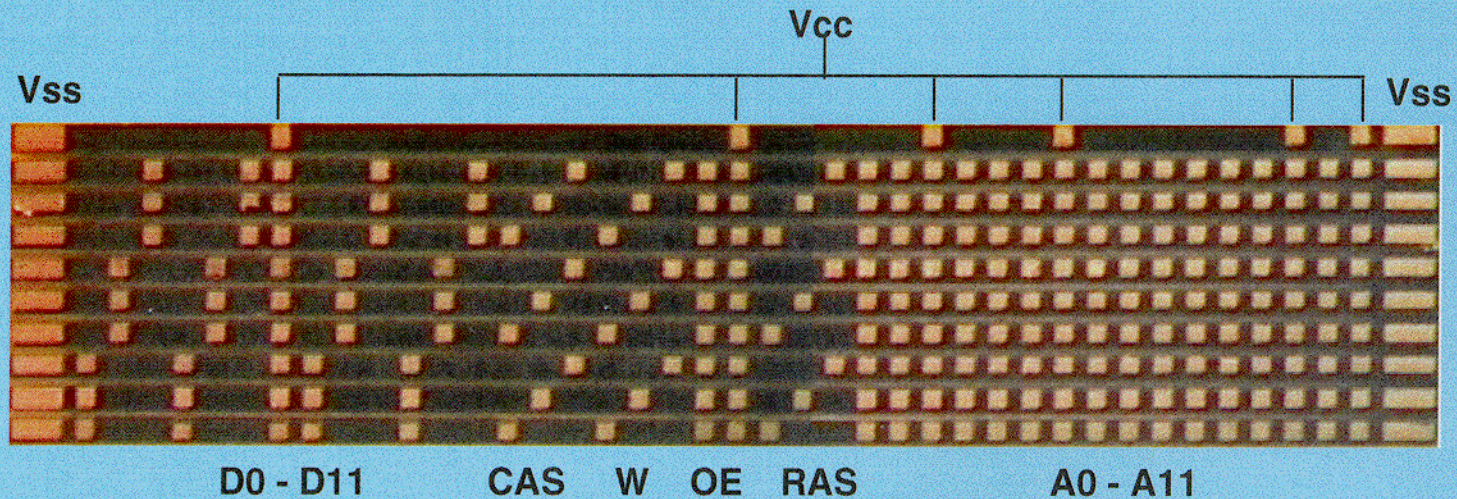 Vcc
Vss Vss
D0 - D11 CAS W OE RAS A0 - A11